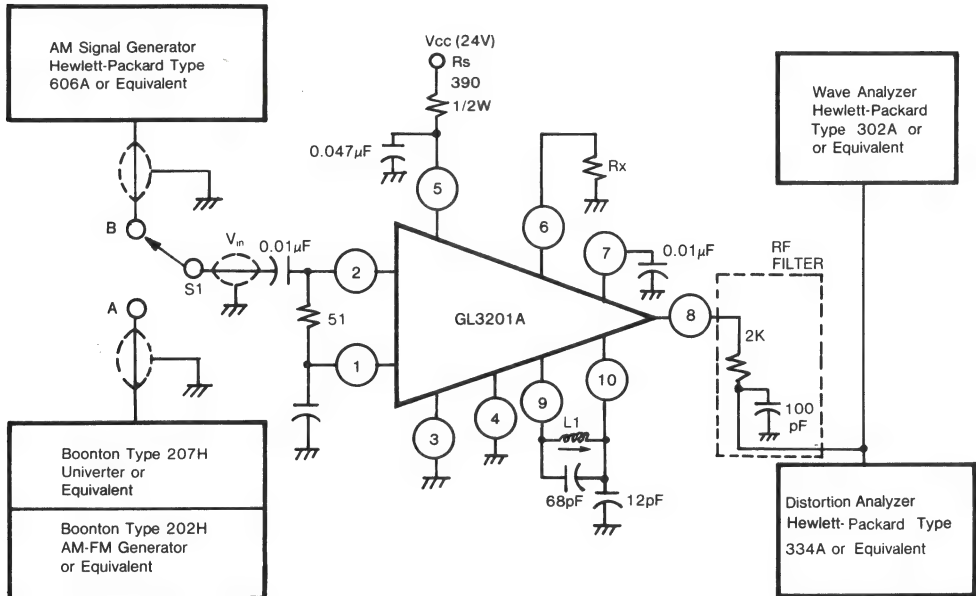 AM Signal Generator
Hewlett-Packard Type
606A or Equivalent
Vcc (24V)
Rs
390
1/2W
0.047µF
5
Rx
6
7
0.01µF
Wave Analyzer
Hewlett-Packard
Type 302A or
or Equivalent
B
Vin
0.01µF
S1
2
A
51
1
GL3201A
8
RF
FILTER
2K
100
pF
3
4
9
10
L1
68pF
12pF
Boonton Type 207H
Univerter or
Equivalent
Boonton Type 202H
AM-FM Generator
or Equivalent
Distortion Analyzer
Hewlett-Packard Type
334A or Equivalent